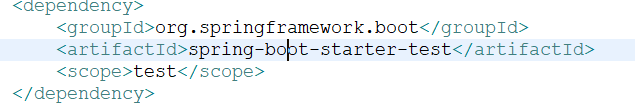 <dependency>
<groupId>org.springframework.boot</groupId>
<artifactId>spring-boot-starter-test</artifactId>
<scope>test</scope>
</dependency>